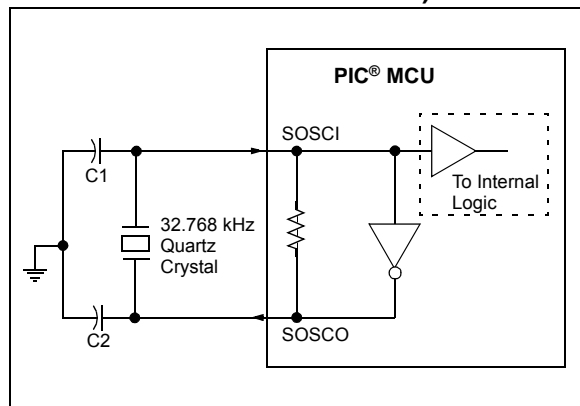 PIC® MCU
SOSCI
C1
To Internal
Logic
32.768 kHz
Quartz
Crystal
C2
SOSCO